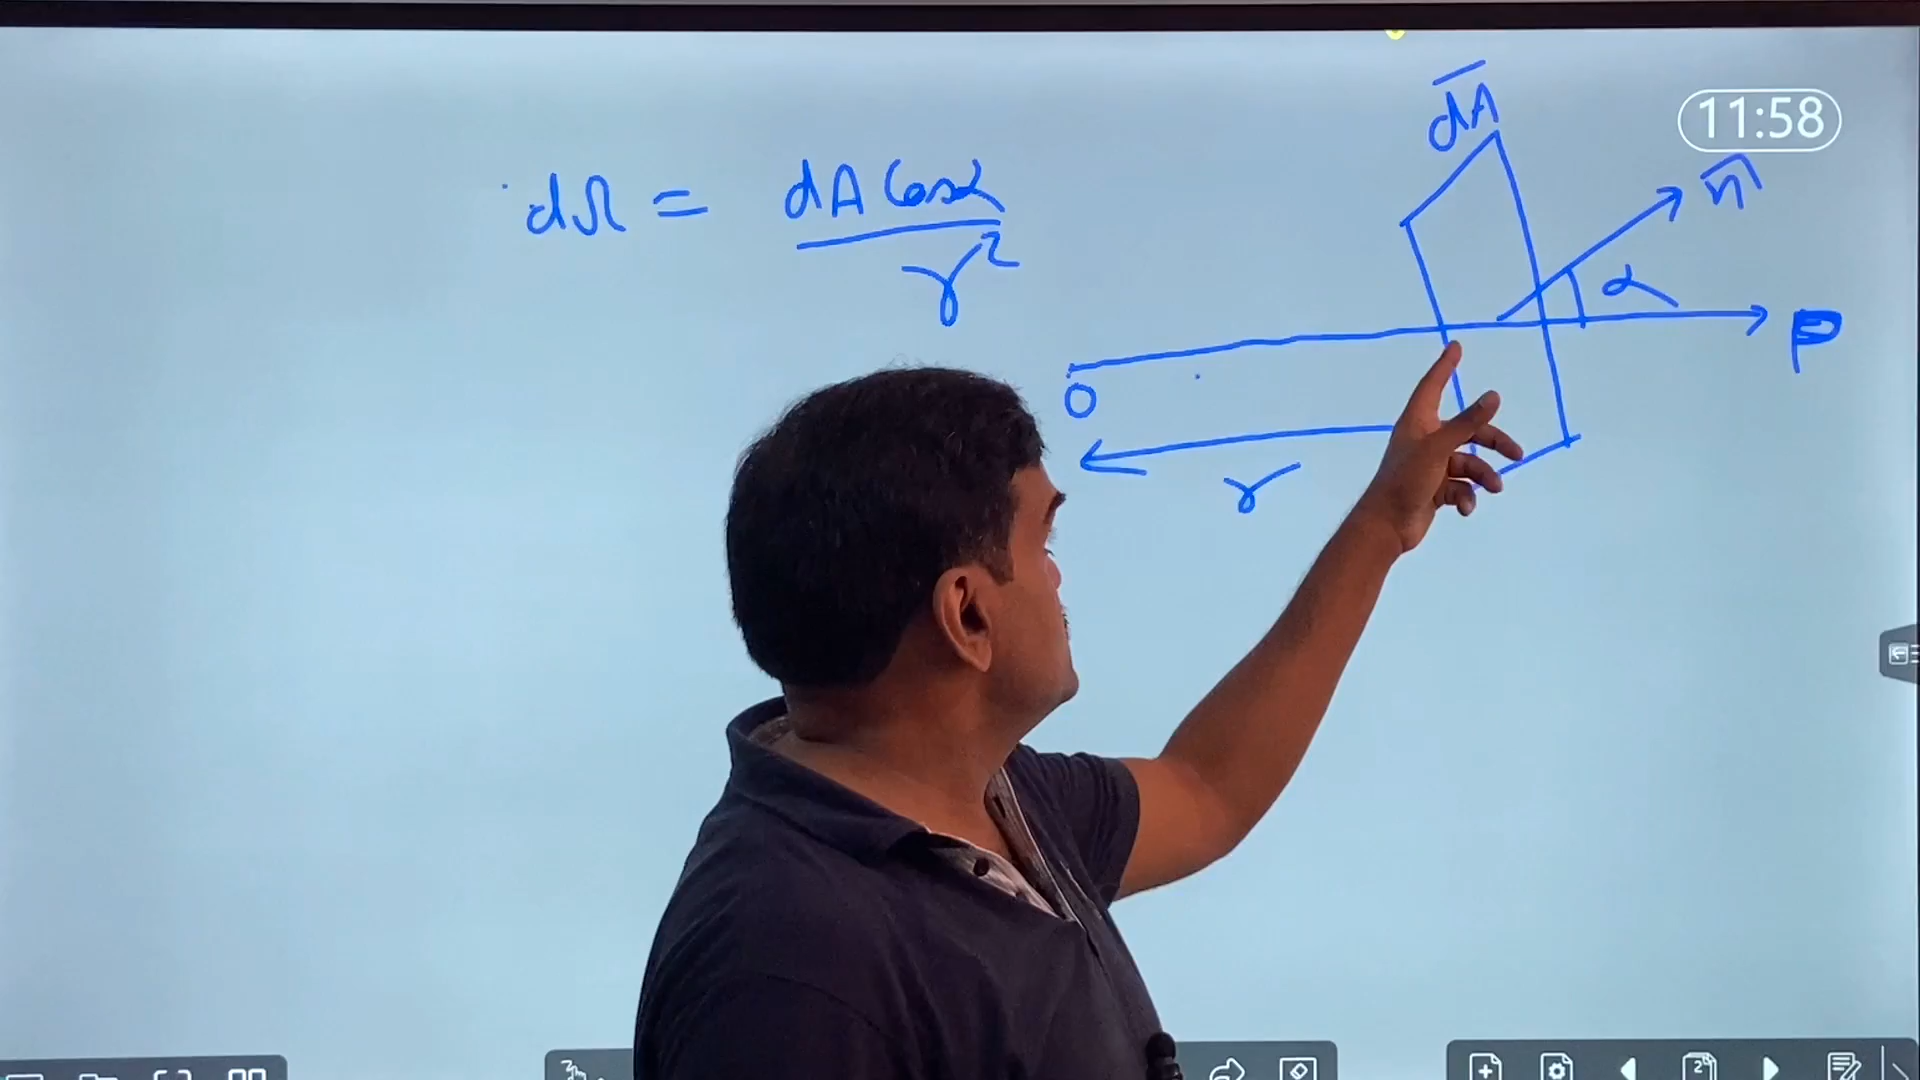 dA
11:58
dΩ = dA Cosα / r²
n
α
P
O
r